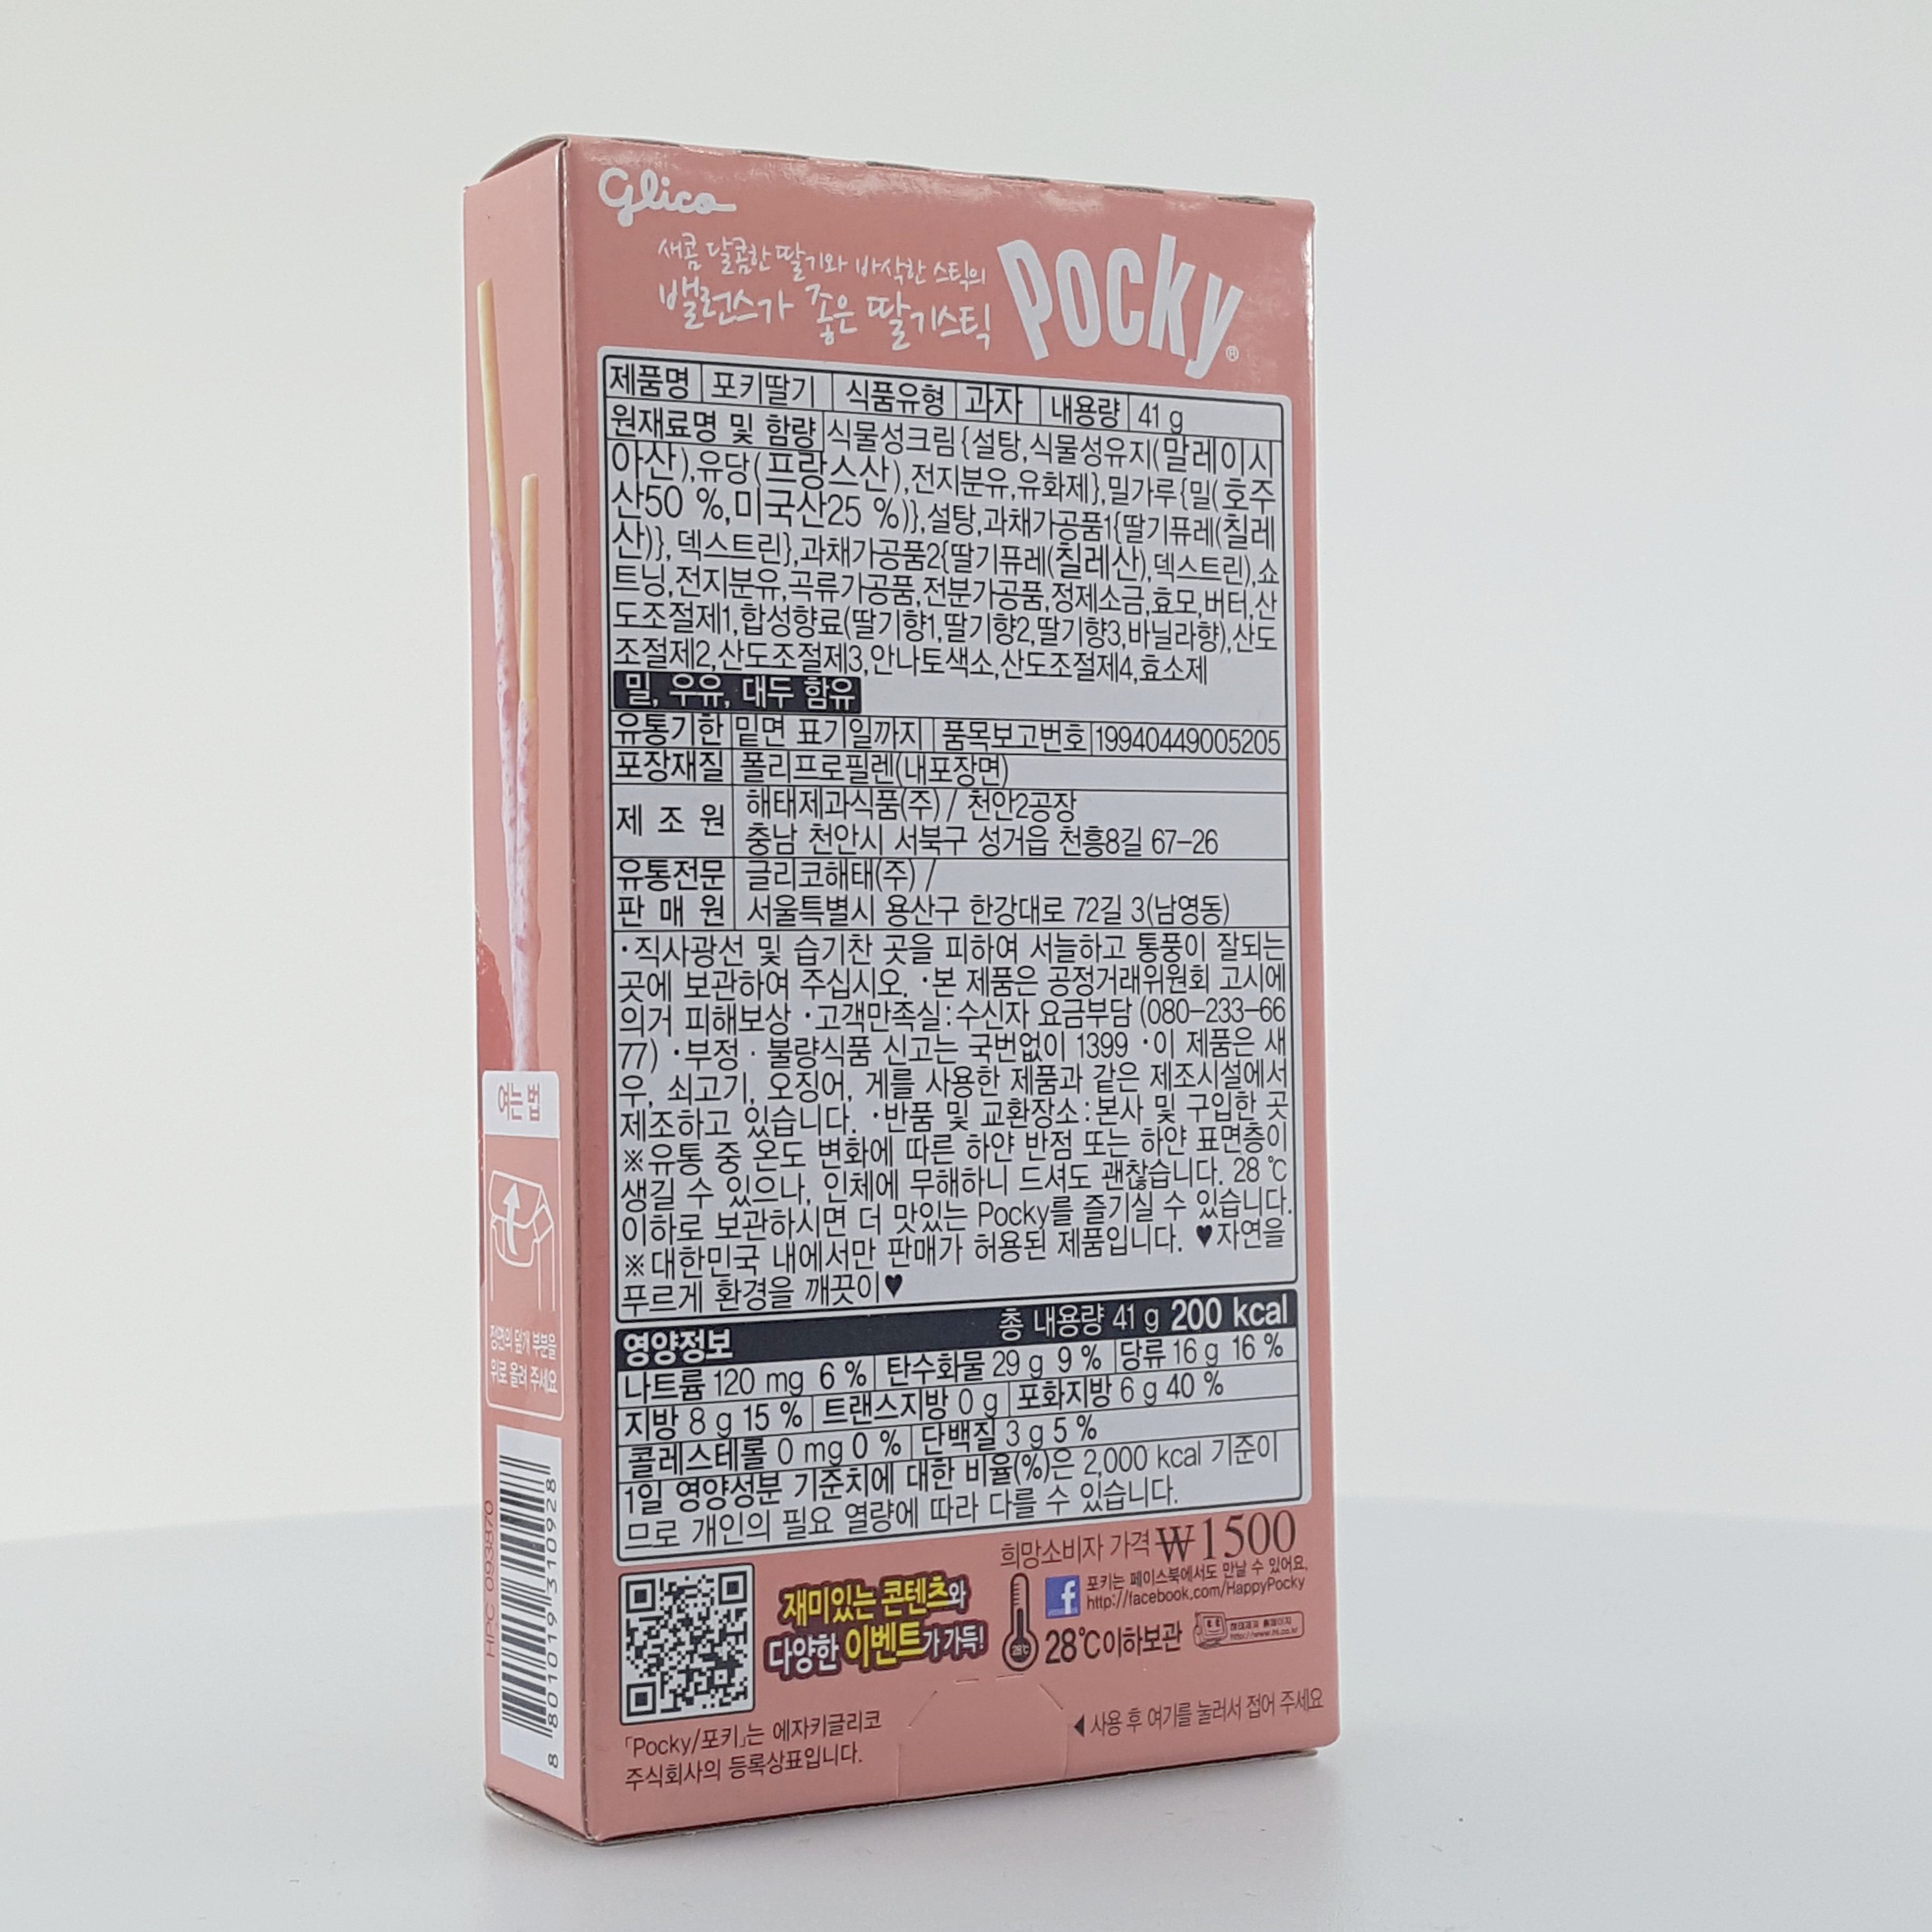 Glico
새콤 달콤한 딸기와 바삭한 스틱의
밸런스가 좋은 딸기스틱
Pocky®
제품명 포키딸기 식품유형 과자 내용량 41 g
원재료명 및 함량 식물성크림{설탕,식물성유지(말레이시
아산),유당(프랑스산),전지분유,유화제},밀가루{밀(호주
산50 %,미국산25 %)},설탕,과채가공품1{딸기퓨레(칠레
산)},덱스트린},과채가공품2{딸기퓨레(칠레산),덱스트린),쇼
트닝,전지분유,곡류가공품,전분가공품,정제소금,효모,버터,산
도조절제1,합성향료(딸기향1,딸기향2,딸기향3,바닐라향),산도
조절제2,산도조절제3,안나토색소,산도조절제4,효소제
밀, 우유, 대두 함유
유통기한 밑면 표기일까지 품목보고번호 19940449005205
포장재질 폴리프로필렌(내포장면)
제 조 원 해태제과식품(주) / 천안2공장
충남 천안시 서북구 성거읍 천흥8길 67-26
유통전문 글리코해태(주) /
판 매 원 서울특별시 용산구 한강대로 72길 3(남영동)
·직사광선 및 습기찬 곳을 피하여 서늘하고 통풍이 잘되는
곳에 보관하여 주십시오. ·본 제품은 공정거래위원회 고시에
의거 피해보상 ·고객만족실:수신자 요금부담 (080-233-66
77) ·부정·불량식품 신고는 국번없이 1399 ·이 제품은 새
우, 쇠고기, 오징어, 게를 사용한 제품과 같은 제조시설에서
제조하고 있습니다. ·반품 및 교환장소:본사 및 구입한 곳
※유통 중 온도 변화에 따른 하얀 반점 또는 하얀 표면층이
생길 수 있으나, 인체에 무해하니 드셔도 괜찮습니다. 28 ℃
이하로 보관하시면 더 맛있는 Pocky를 즐기실 수 있습니다.
※대한민국 내에서만 판매가 허용된 제품입니다. ♥자연을
푸르게 환경을 깨끗이♥
영양정보 총 내용량 41 g 200 kcal
나트륨 120 mg 6 % 탄수화물 29 g 9 % 당류 16 g 16 %
지방 8 g 15 % 트랜스지방 0 g 포화지방 6 g 40 %
콜레스테롤 0 mg 0 % 단백질 3 g 5 %
1일 영양성분 기준치에 대한 비율(%)은 2,000 kcal 기준이
므로 개인의 필요 열량에 따라 다를 수 있습니다.
희망소비자 가격 ₩1500
재미있는 콘텐츠와
다양한 이벤트가 가득!
28℃
f
포키는 페이스북에서도 만날 수 있어요.
http://facebook.com/HappyPocky
28℃이하보관
해태제과 홈페이지
http://www.ht.co.kr
「Pocky/포키」는 에자키글리코
주식회사의 등록상표입니다.
◀사용 후 여기를 눌러서 접어 주세요
여는 법
정면의 덮개 부분을
위로 올려 주세요
HPC 093870
8 801019 310928